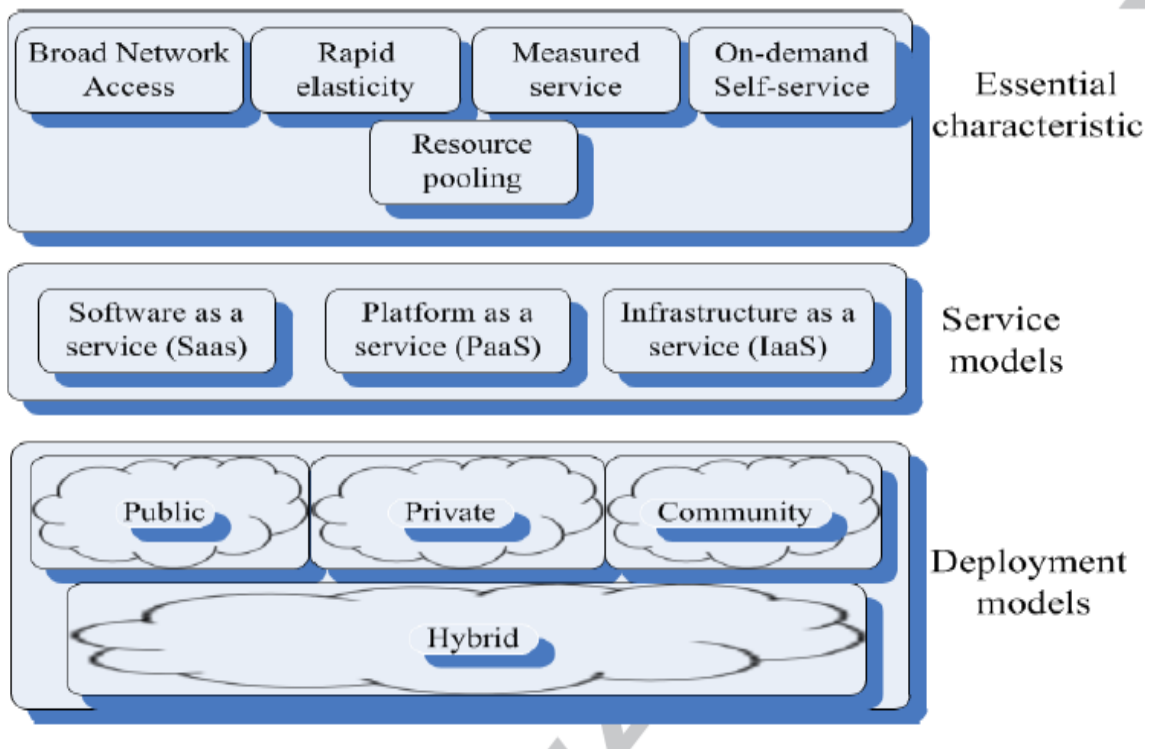 Broad Network
Access
Rapid
elasticity
Measured
service
On-demand
Self-service
Resource
pooling
Essential
characteristic
Software as a
service (Saas)
Platform as a
service (PaaS)
Infrastructure as a
service (IaaS)
Service
models
Public
Private
Community
Hybrid
Deployment
models